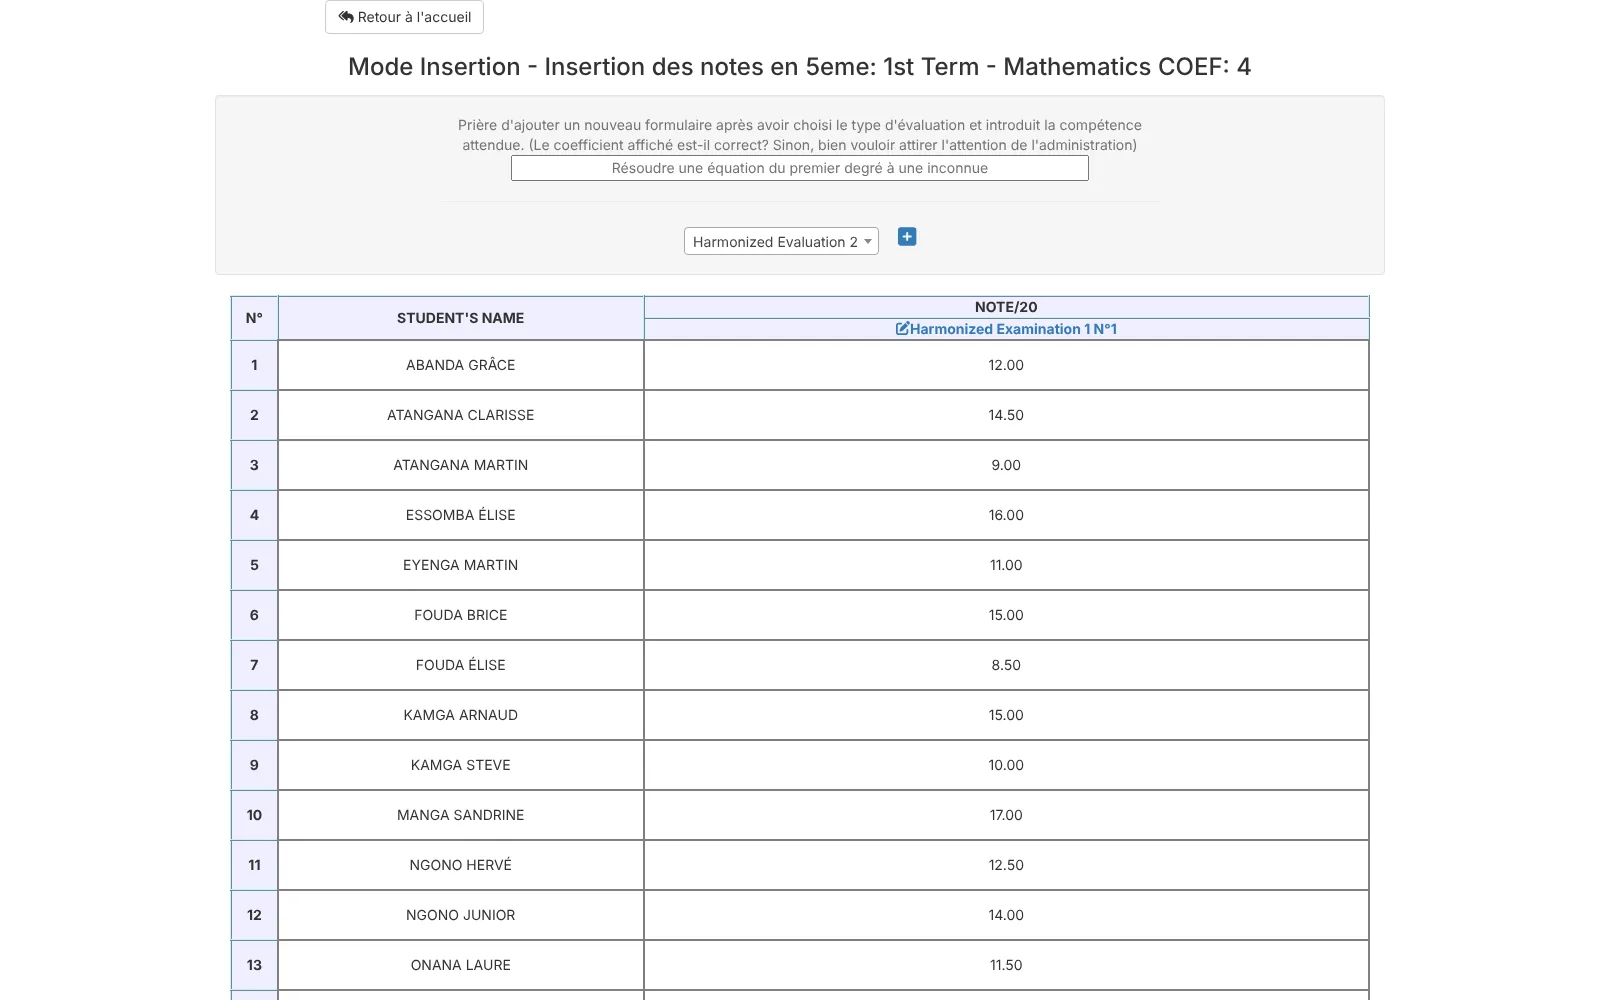 Retour à l'accueil
Mode Insertion - Insertion des notes en 5eme: 1st Term - Mathematics COEF: 4
Prière d'ajouter un nouveau formulaire après avoir choisi le type d'évaluation et introduit la compétence
attendue. (Le coefficient affiché est-il correct? Sinon, bien vouloir attirer l'attention de l'administration)
Résoudre une équation du premier degré à une inconnue
Harmonized Evaluation 2
N° STUDENT'S NAME NOTE/20
Harmonized Examination 1 N°1
1 ABANDA GRÂCE 12.00
2 ATANGANA CLARISSE 14.50
3 ATANGANA MARTIN 9.00
4 ESSOMBA ÉLISE 16.00
5 EYENGA MARTIN 11.00
6 FOUDA BRICE 15.00
7 FOUDA ÉLISE 8.50
8 KAMGA ARNAUD 15.00
9 KAMGA STEVE 10.00
10 MANGA SANDRINE 17.00
11 NGONO HERVÉ 12.50
12 NGONO JUNIOR 14.00
13 ONANA LAURE 11.50